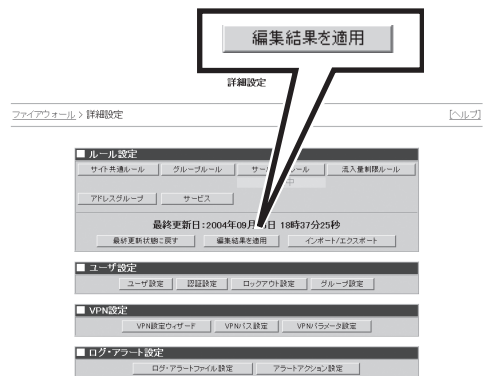 編集結果を適用
詳細設定
ファイアウォール > 詳細設定 [ヘルプ]
■ ルール設定
サイト共通ルール グループルール ルール 流入量制限ルール
中
アドレスグループ サービス
最終更新日:2004年09月 日 18時37分25秒
最終更新状態に戻す 編集結果を適用 インポート/エクスポート
■ ユーザ設定
ユーザ設定 認証設定 ロックアウト設定 グループ設定
■ VPN設定
VPN設定ウィザード VPNパス設定 VPNパラメータ設定
■ ログ・アラート設定
ログ・アラートファイル設定 アラートアクション設定